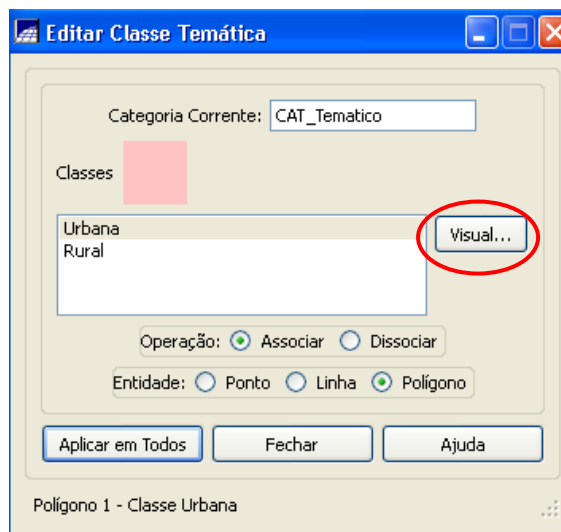 Editar Classe Temática
Categoria Corrente: CAT_Tematico
Classes
Urbana
Visual...
Rural
Operação: Associar Dissociar
Entidade: Ponto Linha Polígono
Aplicar em Todos Fechar Ajuda
Polígono 1 - Classe Urbana